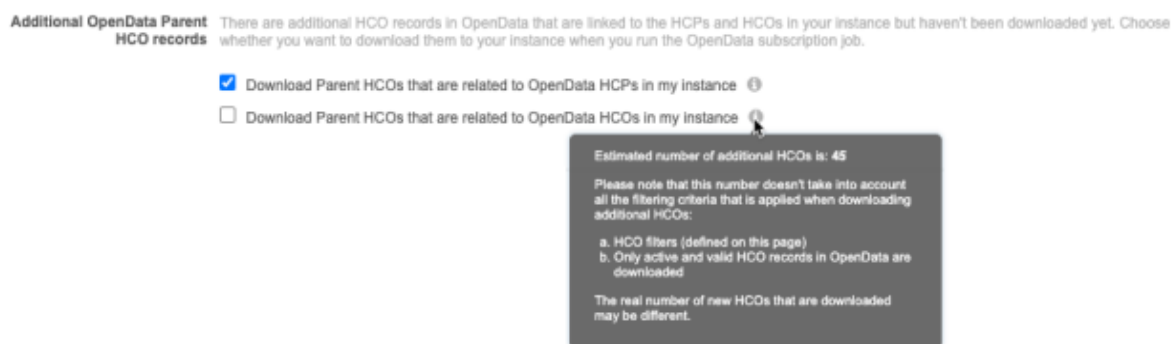 Additional OpenData Parent HCO records
There are additional HCO records in OpenData that are linked to the HCPs and HCOs in your instance but haven't been downloaded yet. Choose
whether you want to download them to your instance when you run the OpenData subscription job.
Download Parent HCOs that are related to OpenData HCPs in my instance
Download Parent HCOs that are related to OpenData HCOs in my instance
Estimated number of additional HCOs is: 45
Please note that this number doesn't take into account
all the filtering criteria that is applied when downloading
additional HCOs:
a. HCO filters (defined on this page)
b. Only active and valid HCO records in OpenData are
downloaded
The real number of new HCOs that are downloaded
may be different.